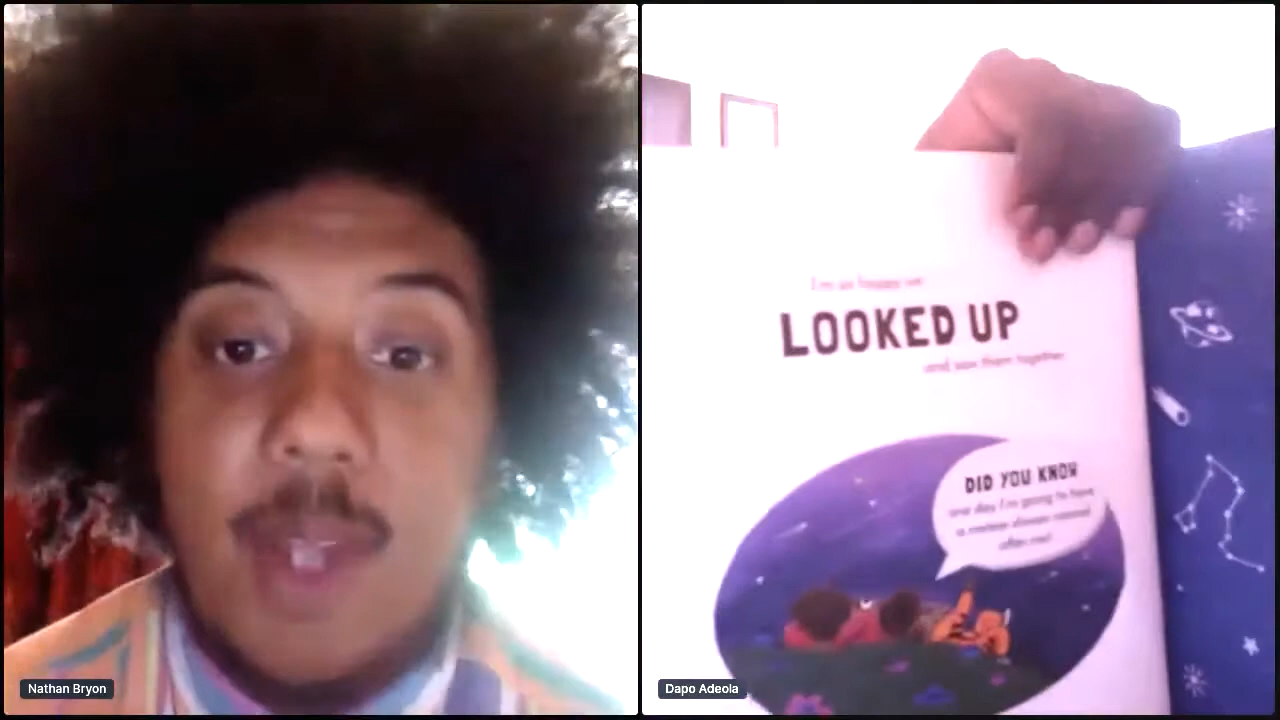 I'm so happy we
LOOKED UP
and saw them together.
DID YOU KNOW
one day I'm going to have
a meteor shower named
after me!
Nathan Bryon
Dapo Adeola